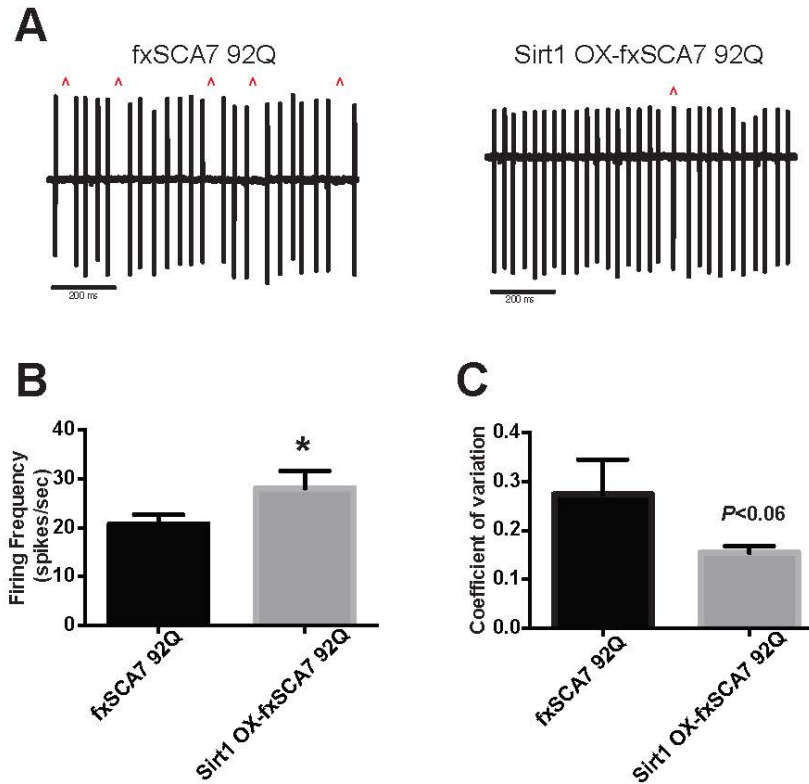 A
fxSCA7 92Q
Sirt1 OX-fxSCA7 92Q
^ ^ ^ ^ ^
^
200 ms
200 ms
B
Firing Frequency
(spikes/sec)
40
30
20
10
0
*
fxSCA7 92Q
Sirt1 OX-fxSCA7 92Q
C
Coefficient of variation
0.4
0.3
0.2
0.1
0.0
P<0.06
fxSCA7 92Q
Sirt1 OX-fxSCA7 92Q